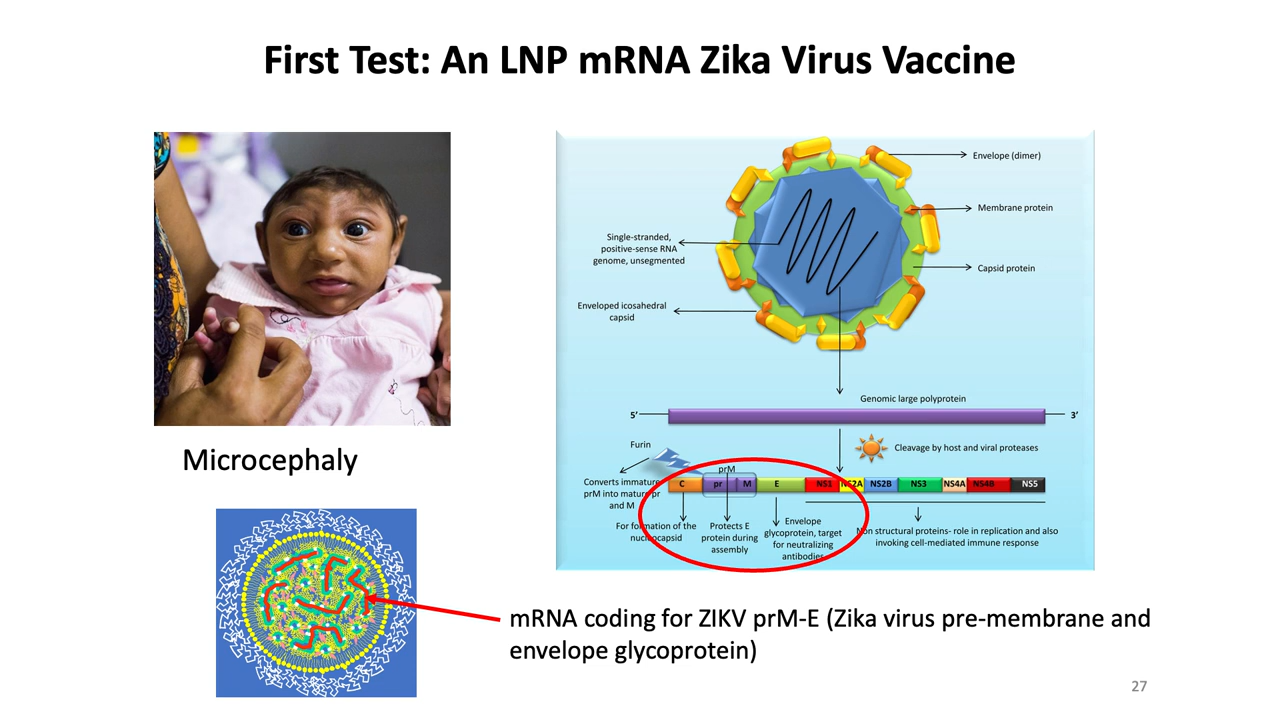 First Test: An LNP mRNA Zika Virus Vaccine
Envelope (dimer)
Membrane protein
Single-stranded,
positive-sense RNA
genome, unsegmented
Capsid protein
Enveloped icosahedral
capsid
Genomic large polyprotein
5’
3’
Furin
Cleavage by host and viral proteases
prM
Converts immature
prM into mature pr
and M
C
pr
M
E
NS1
NS2A
NS2B
NS3
NS4A
NS4B
NS5
For formation of the
nucleocapsid
Protects E
protein during
assembly
Envelope
glycoprotein, target
for neutralizing
antibodies
Non structural proteins- role in replication and also
invoking cell-mediated immune response
Microcephaly
mRNA coding for ZIKV prM-E (Zika virus pre-membrane and
envelope glycoprotein)
27